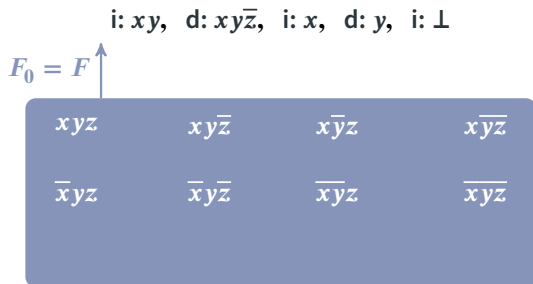 i: xy, d: xyz̄, i: x, d: y, i: ⊥
F₀ = F
xyz xyz̄ xȳz xȳz̄
x̄yz x̄yz̄ x̄ȳz x̄ȳz̄